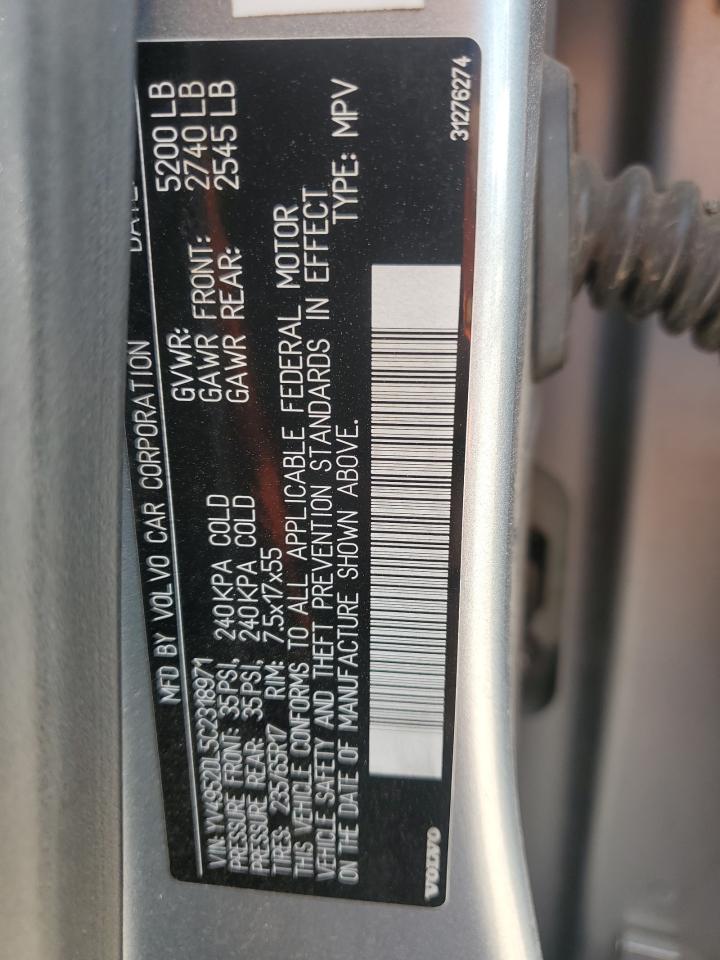 MFD BY VOLVO CAR CORPORATION DATE:
VIN: YV4952DL5C2318971 GVWR: 5200 LB
PRESSURE FRONT: 35PSI, 240KPA COLD GAWR FRONT: 2740 LB
PRESSURE REAR: 35PSI, 240KPA COLD GAWR REAR: 2545 LB
TIRES: 235/65R17 RIM: 7.5x17x55
THIS VEHICLE CONFORMS TO ALL APPLICABLE FEDERAL MOTOR
VEHICLE SAFETY AND THEFT PREVENTION STANDARDS IN EFFECT
ON THE DATE OF MANUFACTURE SHOWN ABOVE. TYPE: MPV
VOLVO 31276274